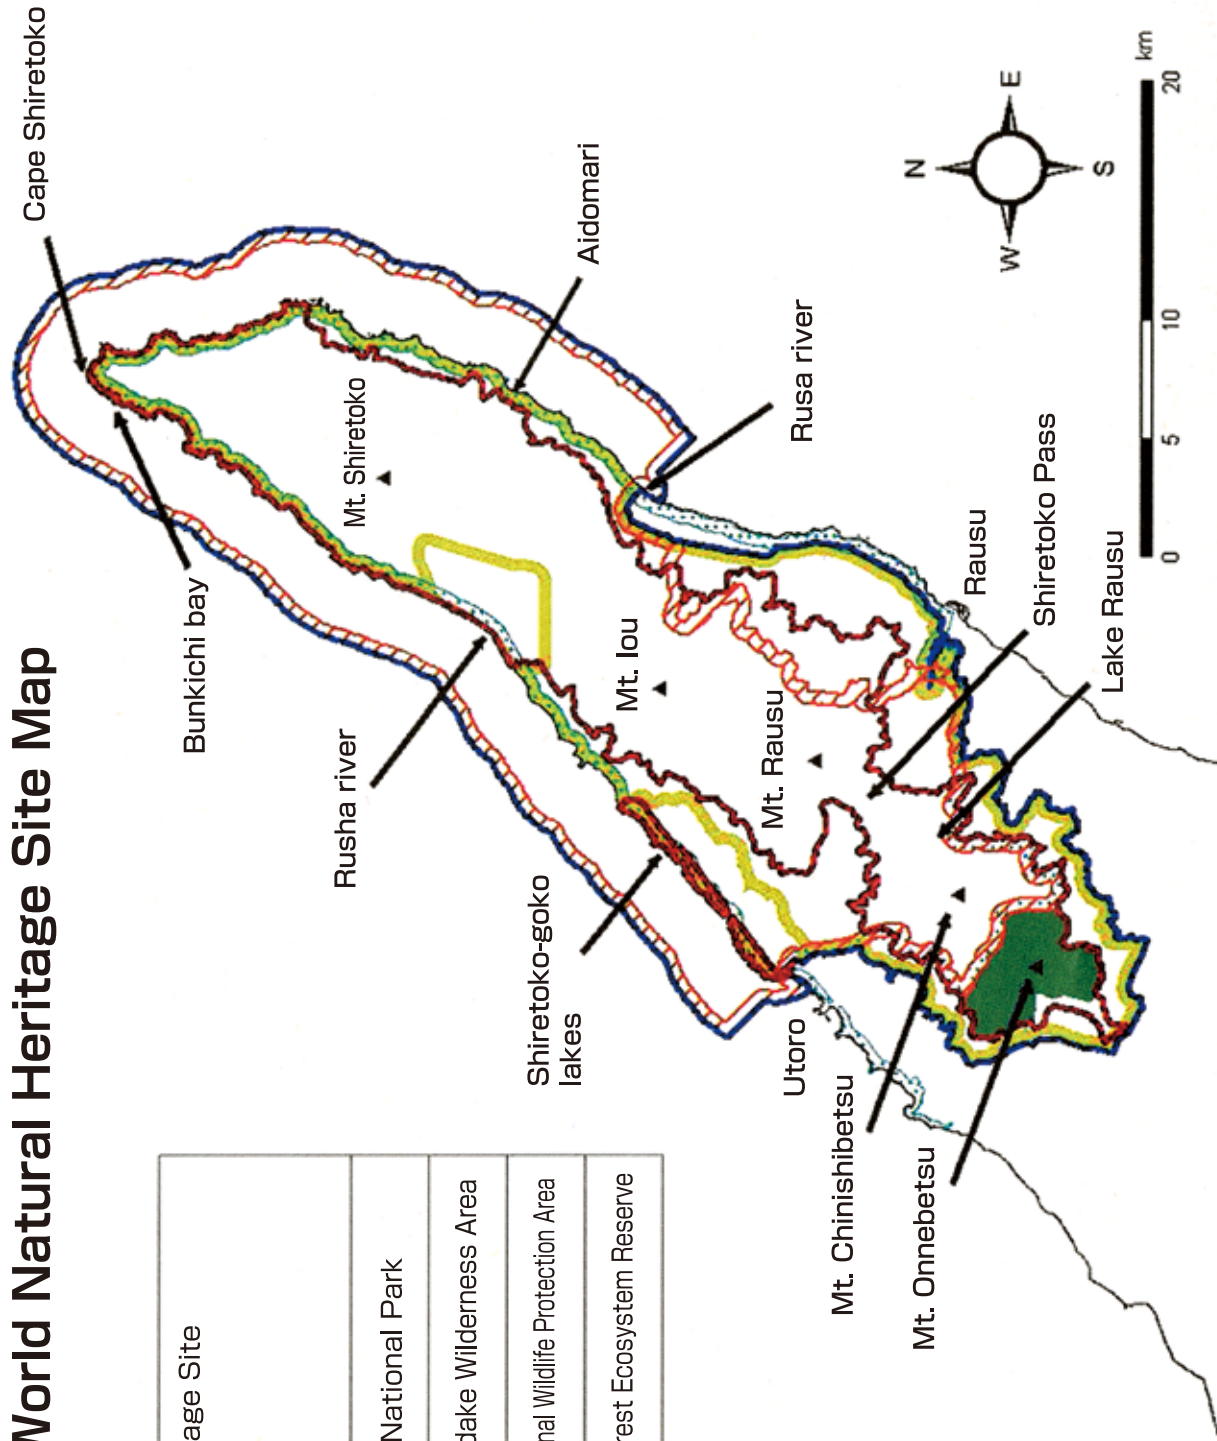 World Natural Heritage Site Map
age Site
National Park
dake Wilderness Area
nal Wildlife Protection Area
rest Ecosystem Reserve
Cape Shiretoko
Bunkichi bay
Mt. Shiretoko
Aidomari
Rusha river
Rusa river
Mt. Iou
Shiretoko-goko
lakes
Mt. Rausu
Rausu
Shiretoko Pass
Lake Rausu
Utoro
Mt. Chinishibetsu
Mt. Onnebetsu
N
W
E
S
km
0
5
10
20